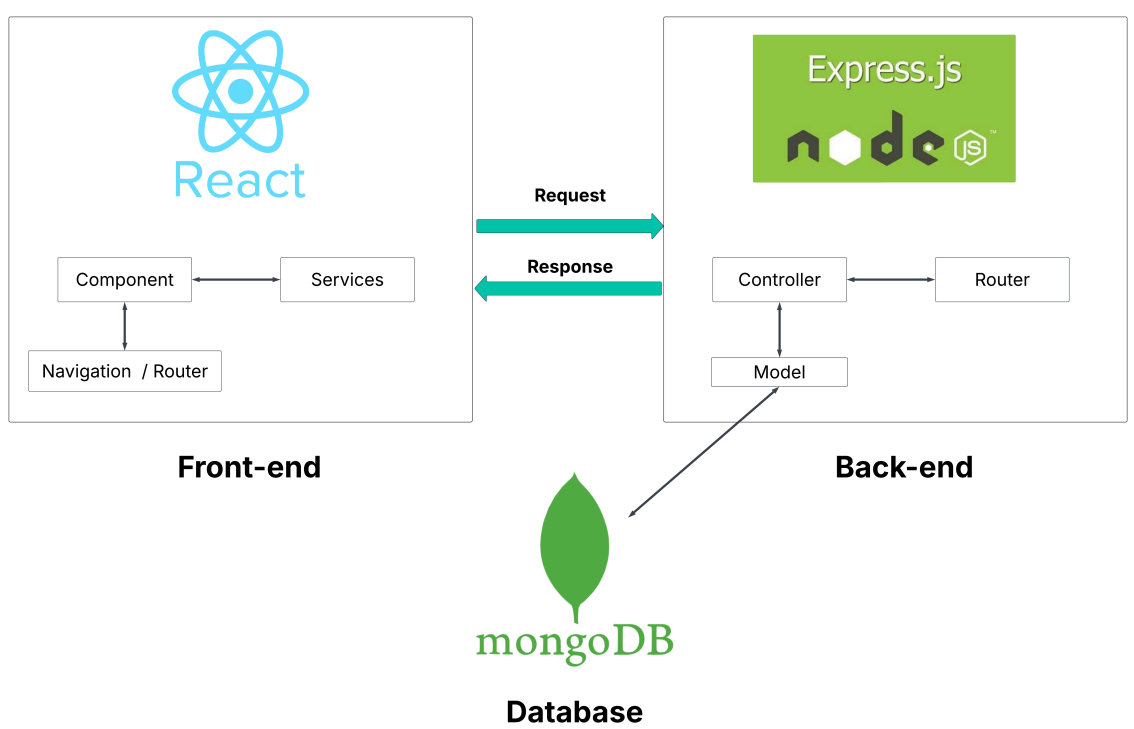 React
Component
Services
Navigation / Router
Front-end
Request
Response
Express.js
node JS ™
Controller
Router
Model
Back-end
mongoDB
Database